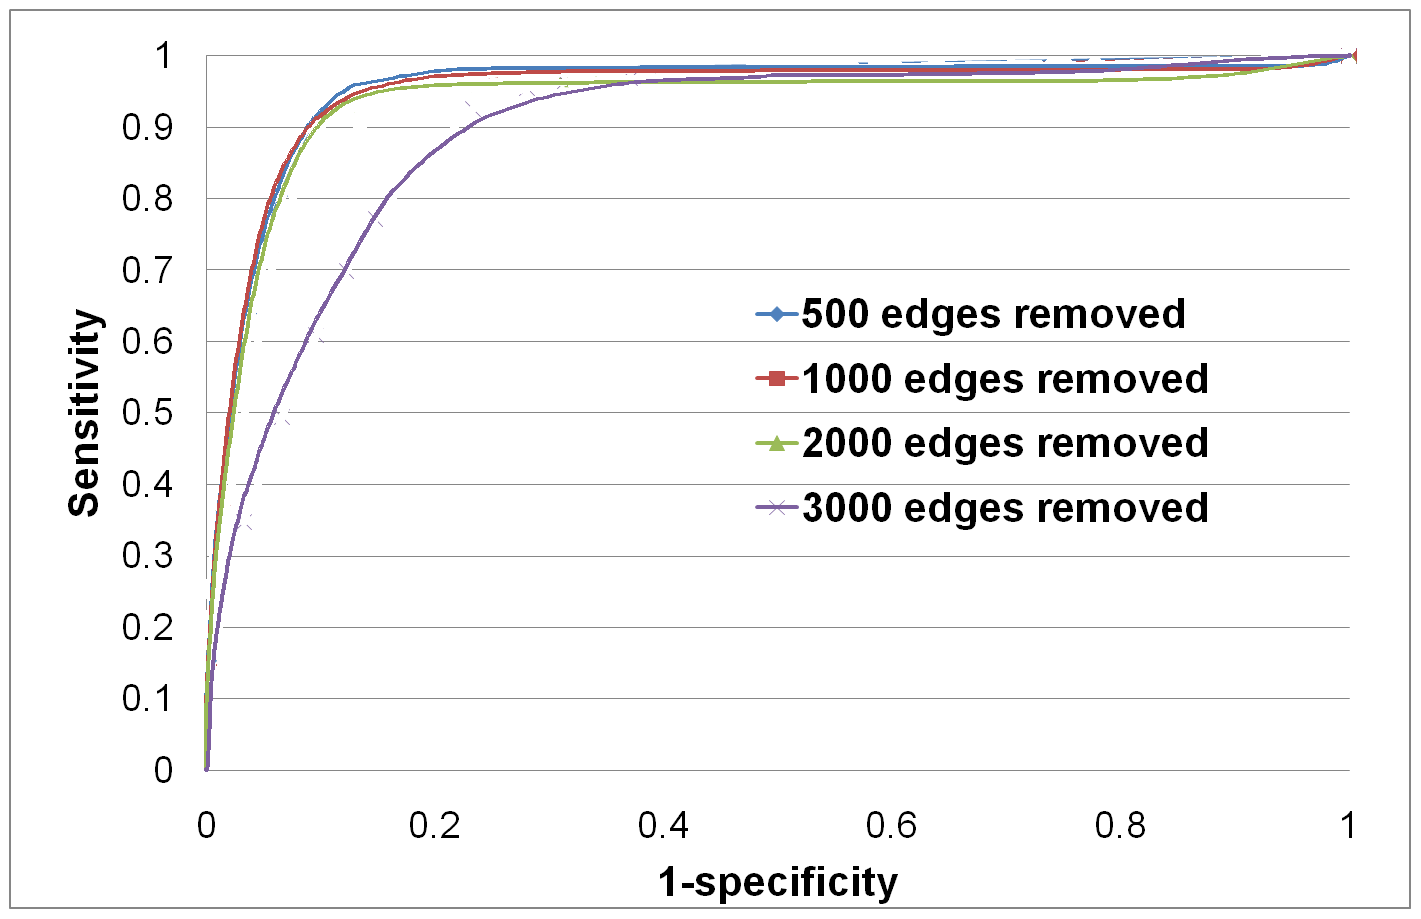 1
0.9
0.8
0.7
0.6
0.5
0.4
0.3
0.2
0.1
0
Sensitivity
500 edges removed
1000 edges removed
2000 edges removed
3000 edges removed
0 0.2 0.4 0.6 0.8 1
1-specificity